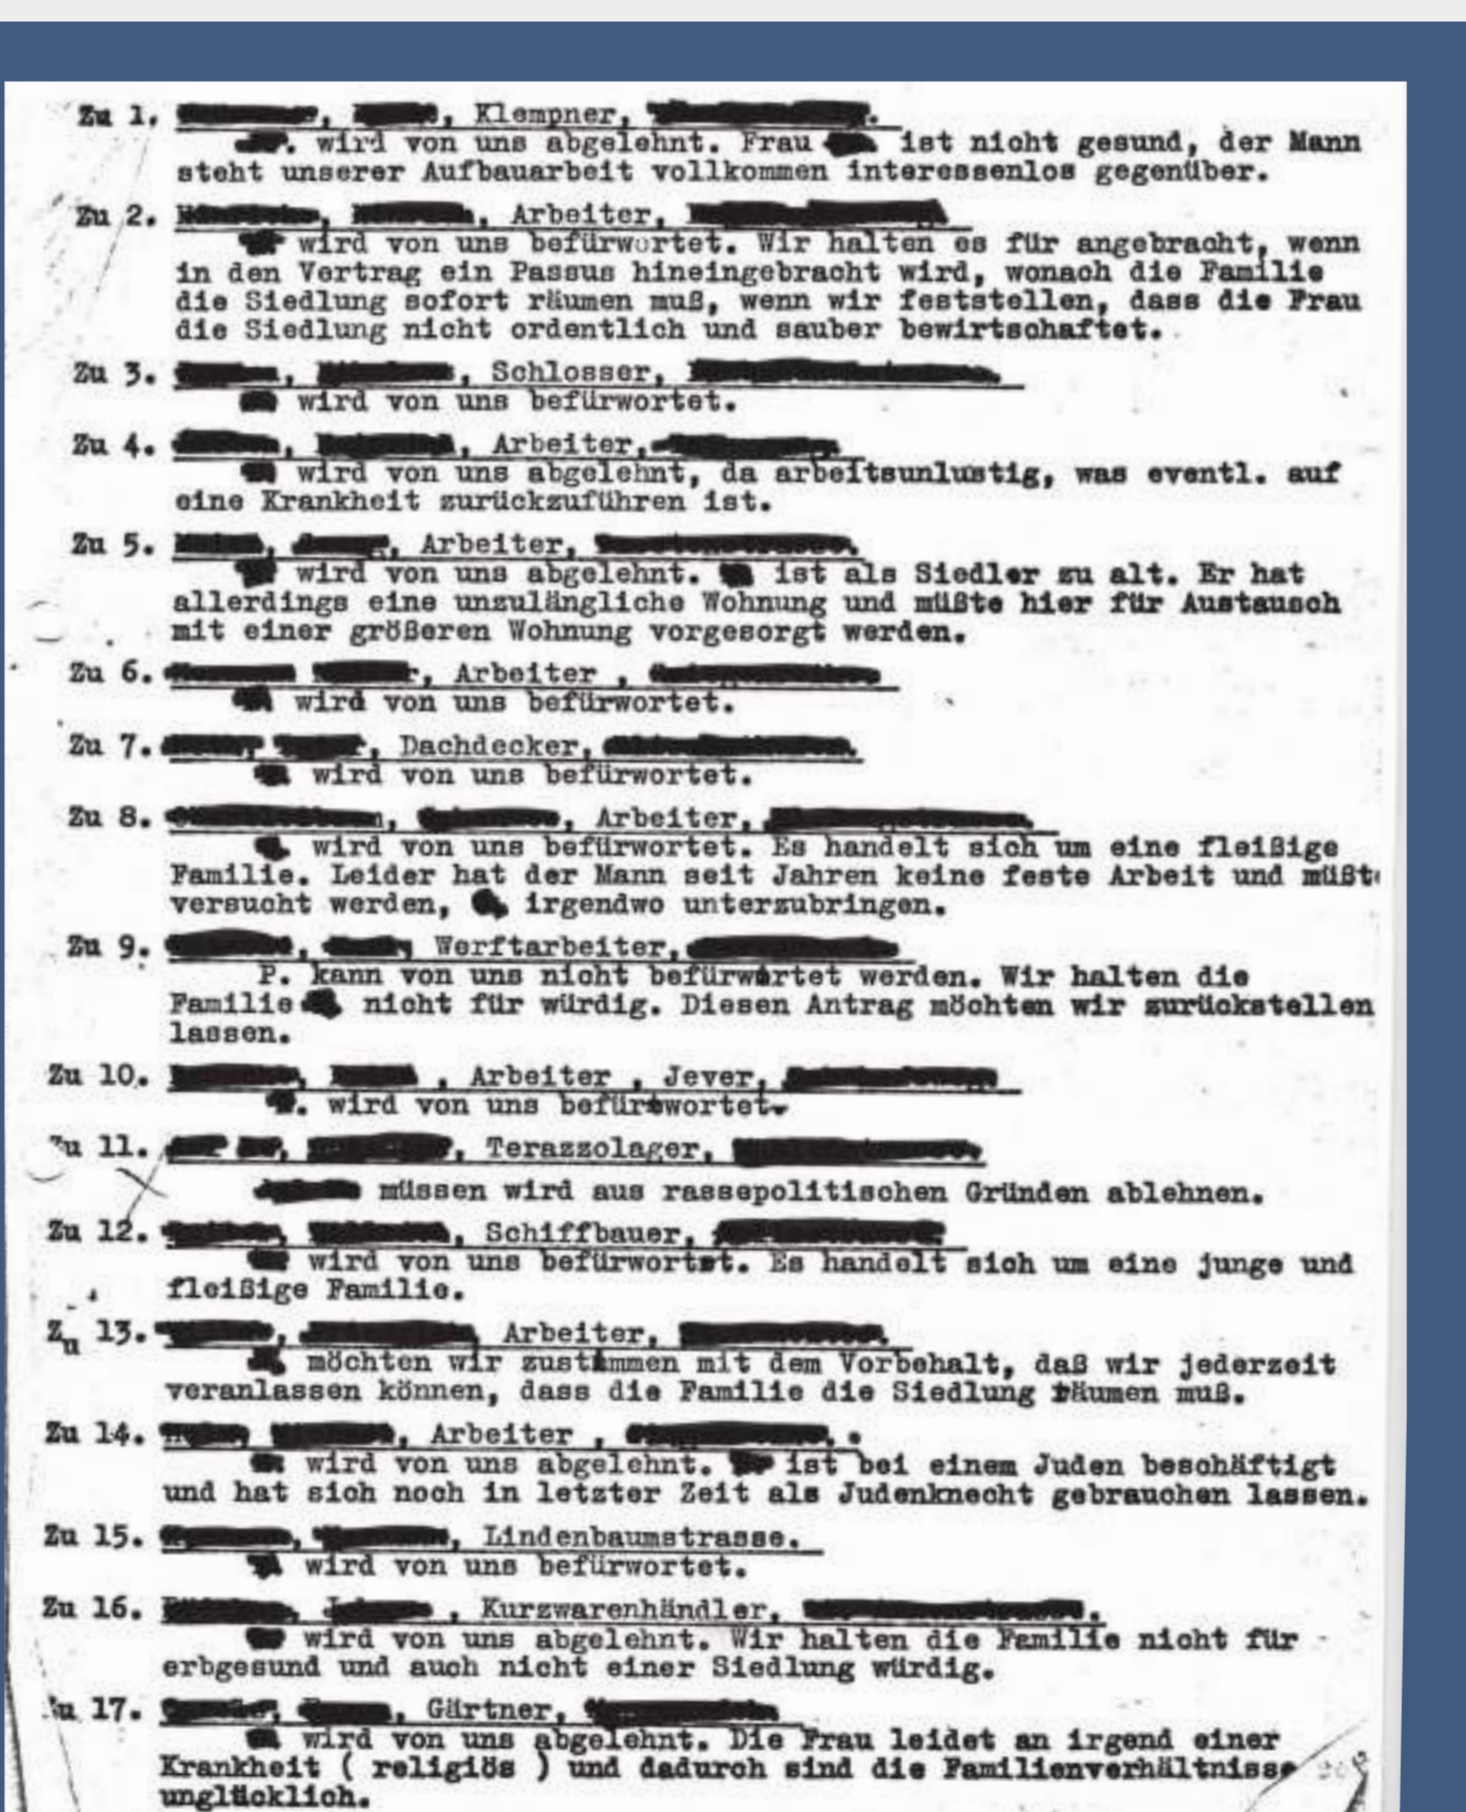 Zu 1. , , Klempner, .
. wird von uns abgelehnt. Frau ist nicht gesund, der Mann
steht unserer Aufbauarbeit vollkommen interessenlos gegenüber.
Zu 2. , , Arbeiter,
wird von uns befürwortet. Wir halten es für angebracht, wenn
in den Vertrag ein Passus hineingebracht wird, wonach die Familie
die Siedlung sofort räumen muß, wenn wir feststellen, dass die Frau
die Siedlung nicht ordentlich und sauber bewirtschaftet.
Zu 3. , , Schlosser,
wird von uns befürwortet.
Zu 4. , , Arbeiter,
wird von uns abgelehnt, da arbeitsunlustig, was eventl. auf
eine Krankheit zurückzuführen ist.
Zu 5. , , Arbeiter, .
wird von uns abgelehnt. ist als Siedler zu alt. Er hat
allerdings eine unzulängliche Wohnung und müßte hier für Austausch
mit einer größeren Wohnung vorgesorgt werden.
Zu 6. , Arbeiter ,
wird von uns befürwortet.
Zu 7. , , Dachdecker, .
wird von uns befürwortet.
Zu 8. , , Arbeiter, .
wird von uns befürwortet. Es handelt sich um eine fleißige
Familie. Leider hat der Mann seit Jahren keine feste Arbeit und müßt
versucht werden, irgendwo unterzubringen.
Zu 9. , , Werftarbeiter,
P. kann von uns nicht befürwortet werden. Wir halten die
Familie nicht für würdig. Diesen Antrag möchten wir zurückstellen
lassen.
Zu 10. , , Arbeiter , Jever,
. wird von uns befürwortet.
Zu 11. , , Terazzolager, .
müssen wird aus rassepolitischen Gründen ablehnen.
Zu 12. , , Schiffbauer,
wird von uns befürwortet. Es handelt sich um eine junge und
fleißige Familie.
Zu 13. , , Arbeiter, .
möchten wir zustimmen mit dem Vorbehalt, daß wir jederzeit
veranlassen können, dass die Familie die Siedlung räumen muß.
Zu 14. , , Arbeiter , .
wird von uns abgelehnt. ist bei einem Juden beschäftigt
und hat sich noch in letzter Zeit als Judenknecht gebrauchen lassen.
Zu 15. , , Lindenbaumstrasse.
wird von uns befürwortet.
Zu 16. , , Kurzwarenhändler, .
wird von uns abgelehnt. Wir halten die Familie nicht für
erbgesund und auch nicht einer Siedlung würdig.
Zu 17. , , Gärtner,
wird von uns abgelehnt. Die Frau leidet an irgend einer
Krankheit ( religiös ) und dadurch sind die Familienverhältnisse
unglücklich.